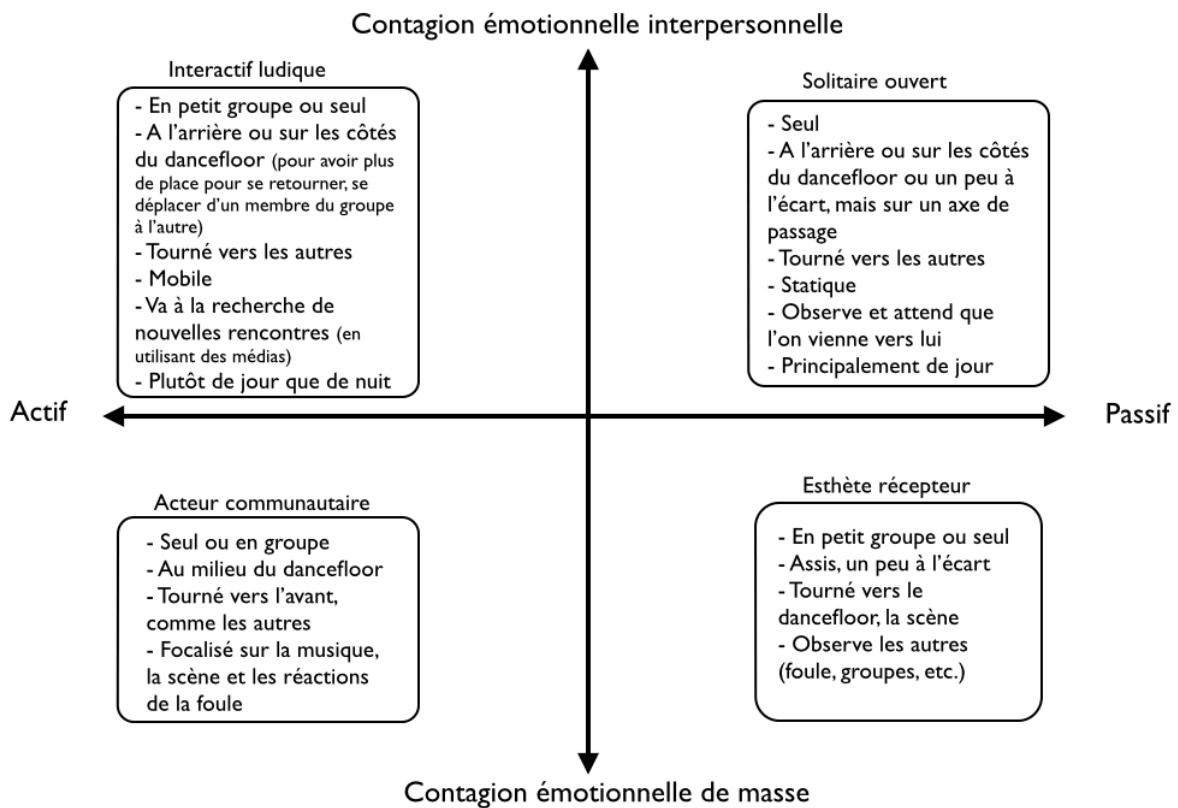 Contagion émotionnelle interpersonnelle
Interactif ludique
- En petit groupe ou seul
- A l'arrière ou sur les côtés
du dancefloor (pour avoir plus
de place pour se retourner, se
déplacer d'un membre du groupe
à l'autre)
- Tourné vers les autres
- Mobile
- Va à la recherche de
nouvelles rencontres (en
utilisant des médias)
- Plutôt de jour que de nuit
Solitaire ouvert
- Seul
- A l'arrière ou sur les côtés
du dancefloor ou un peu à
l'écart, mais sur un axe de
passage
- Tourné vers les autres
- Statique
- Observe et attend que
l'on vienne vers lui
- Principalement de jour
Actif
Passif
Acteur communautaire
- Seul ou en groupe
- Au milieu du dancefloor
- Tourné vers l'avant,
comme les autres
- Focalisé sur la musique,
la scène et les réactions
de la foule
Esthète récepteur
- En petit groupe ou seul
- Assis, un peu à l'écart
- Tourné vers le
dancefloor, la scène
- Observe les autres
(foule, groupes, etc.)
Contagion émotionnelle de masse